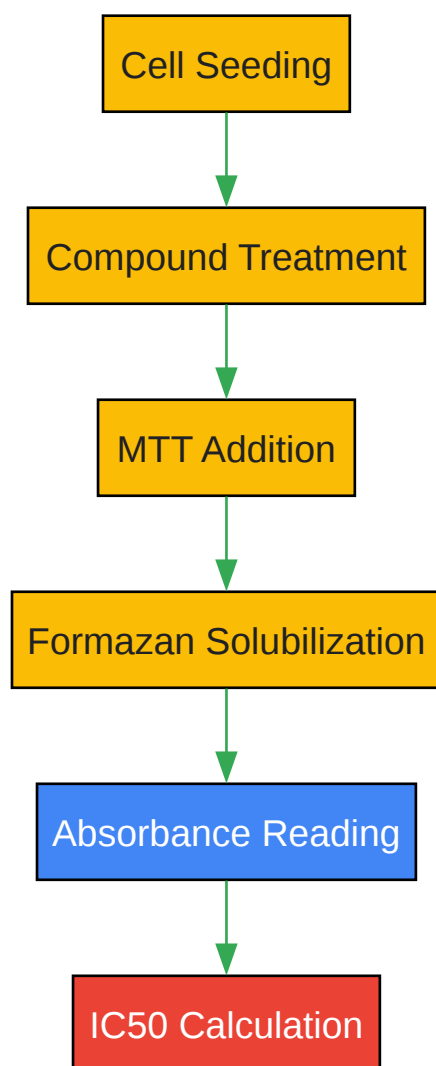 Cell Seeding
Compound Treatment
MTT Addition
Formazan Solubilization
Absorbance Reading
IC50 Calculation